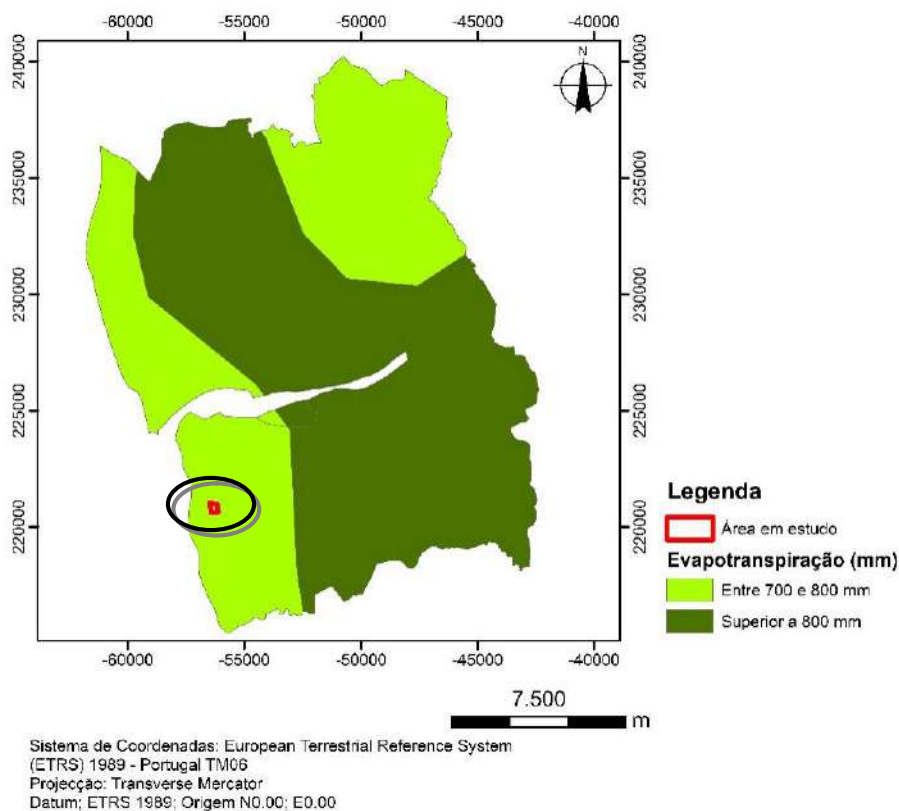 -60000 -55000 -50000 -45000 -40000
N
240000 240000
235000 235000
230000 230000
225000 225000
220000 220000
Legenda
Área em estudo
Evapotranspiração (mm)
Entre 700 e 800 mm
Superior a 800 mm
-60000 -55000 -50000 -45000 -40000
7.500
m
Sistema de Coordenadas: European Terrestrial Reference System
(ETRS) 1989 - Portugal TM06
Projecção: Transverse Mercator
Datum; ETRS 1989; Origem N0.00; E0.00